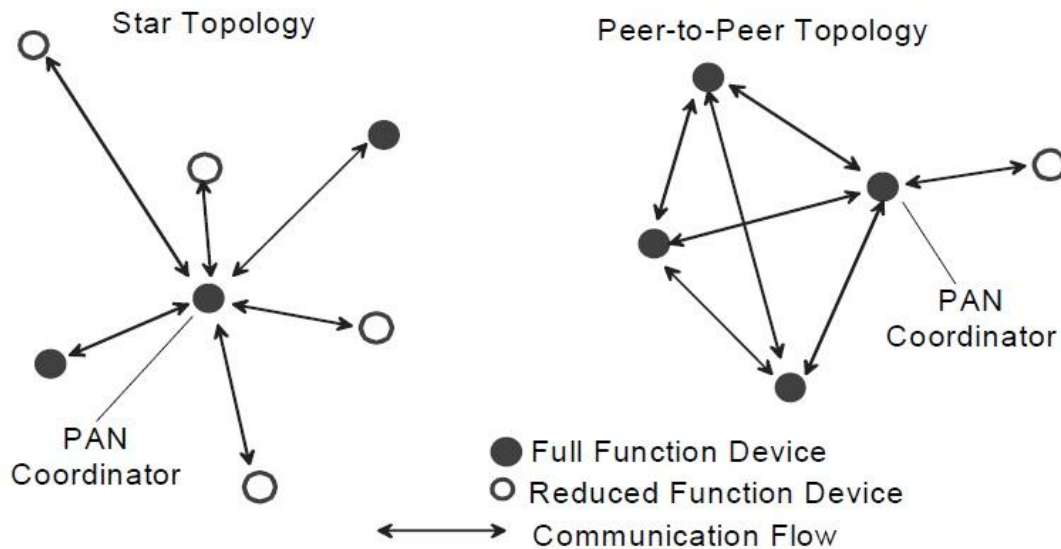 Star Topology
Peer-to-Peer Topology
PAN
Coordinator
PAN
Coordinator
Full Function Device
Reduced Function Device
Communication Flow